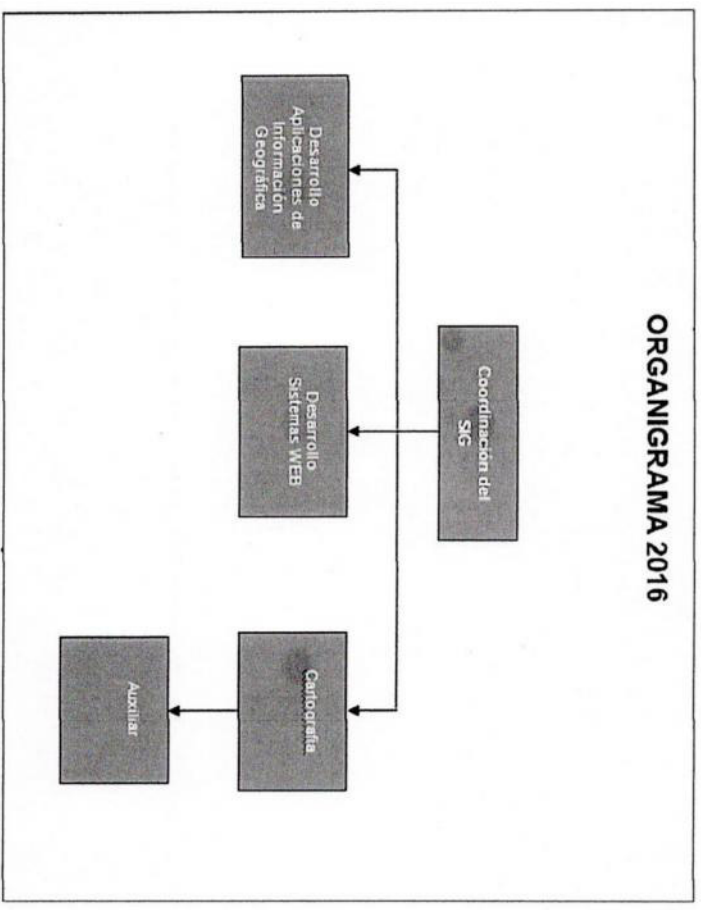 ORGANIGRAMA 2016
Coordinación del
SIG
Desarrollo
Aplicaciones de
Información
Geográfica
Desarrollo
Sistemas WEB
Cartografía
Auxiliar